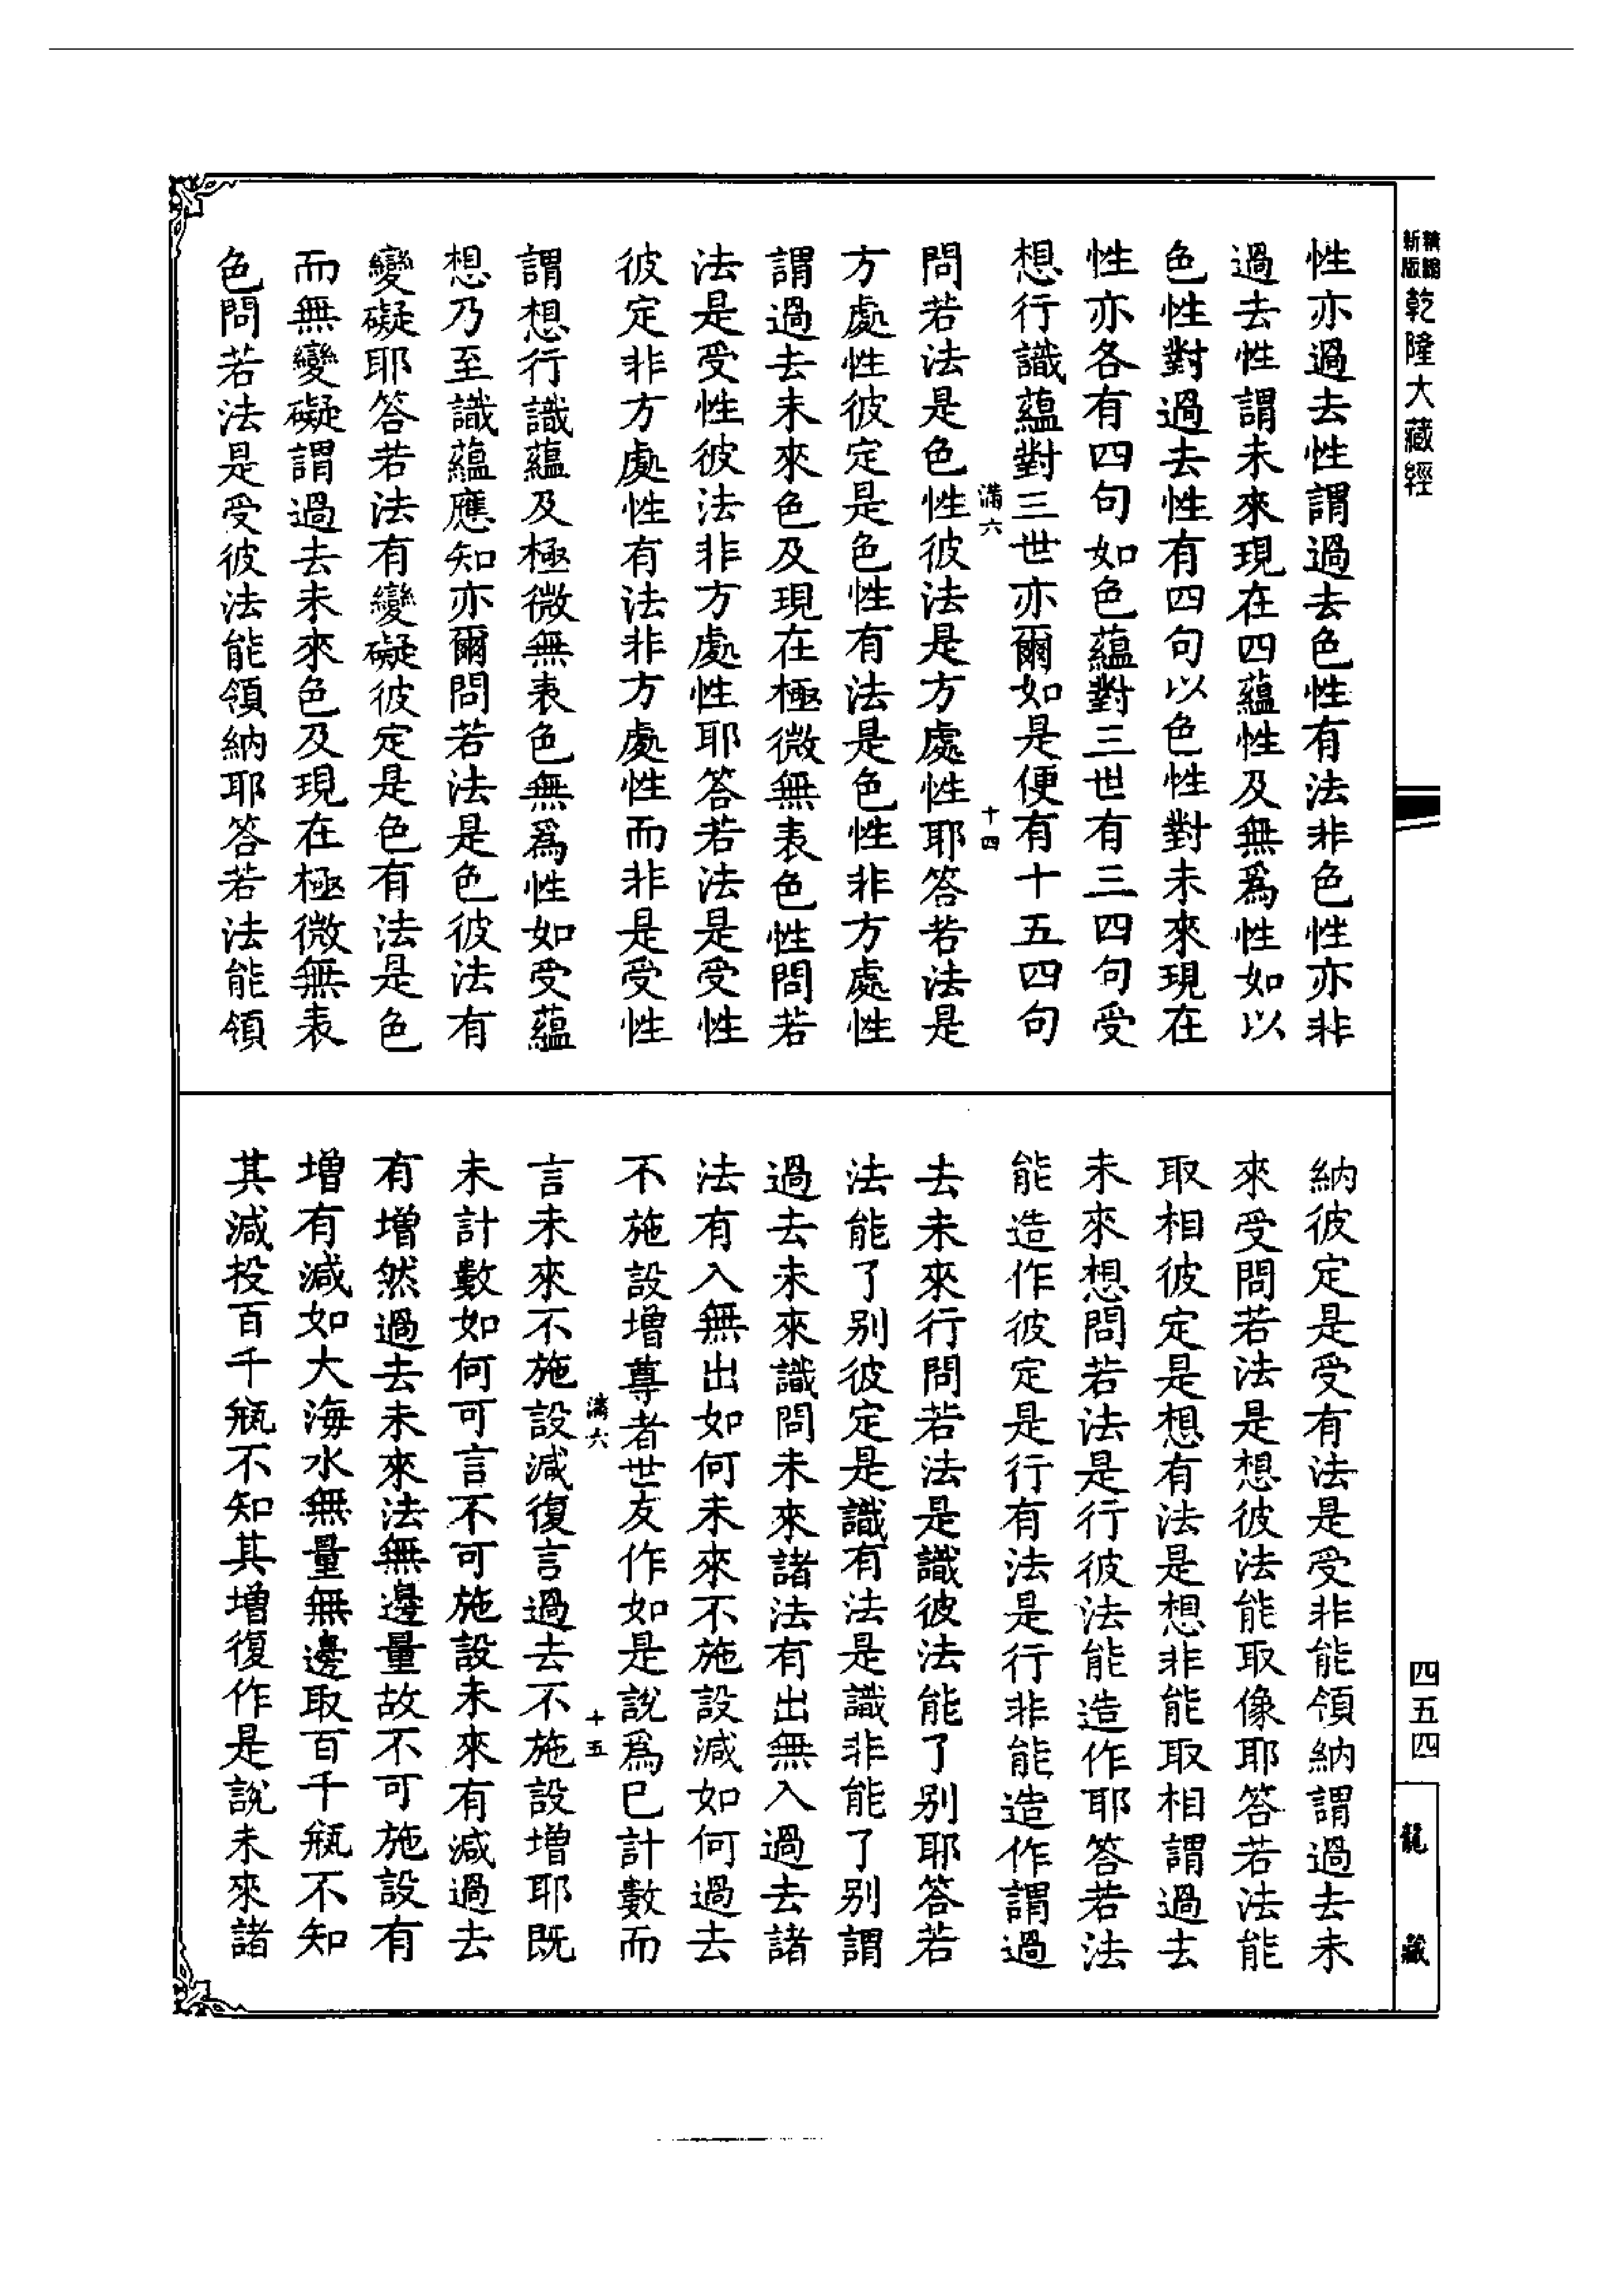 新版
精縮
乾隆大藏經
四五四
龍藏
性亦過去性謂過去色性有法非色性亦非
過去性謂未來現在四蘊性及無爲性如以
色性對過去性有四句以色性對未來現在
性亦各有四句如色蘊對三世有三四句受
想行識蘊對三世亦爾如是便有十五四句
滿六
十四
問若法是色性彼法是方處性耶答若法是
方處性彼定是色性有法是色性非方處性
謂過去未來色及現在極微無表色性問若
法是受性彼法非方處性耶答若法是受性
彼定非方處性有法非方處性而非是受性
謂想行識蘊及極微無表色無爲性如受蘊
想乃至識蘊應知亦爾問若法是色彼法有
變礙耶答若法有變礙彼定是色有法是色
而無變礙謂過去未來色及現在極微無表
色問若法是受彼法能領納耶答若法能領
納彼定是受有法是受非能領納謂過去未
來受問若法是想彼法能取像耶答若法能
取相彼定是想有法是想非能取相謂過去
未來想問若法是行彼法能造作耶答若法
能造作彼定是行有法是行非能造作謂過
去未來行問若法是識彼法能了別耶答若
法能了別彼定是識有法是識非能了別謂
過去未來識問未來諸法有出無入過去諸
法有入無出如何未來不施設減如何過去
不施設增尊者世友作如是說爲已計數而
滿六
十五
言未來不施設減復言過去不施設增耶既
未計數如何可言不可施設未來有減過去
有增然過去未來法無邊量故不可施設有
增有減如大海水無量無邊取百千瓶不知
其減投百千瓶不知其增復作是說未來諸